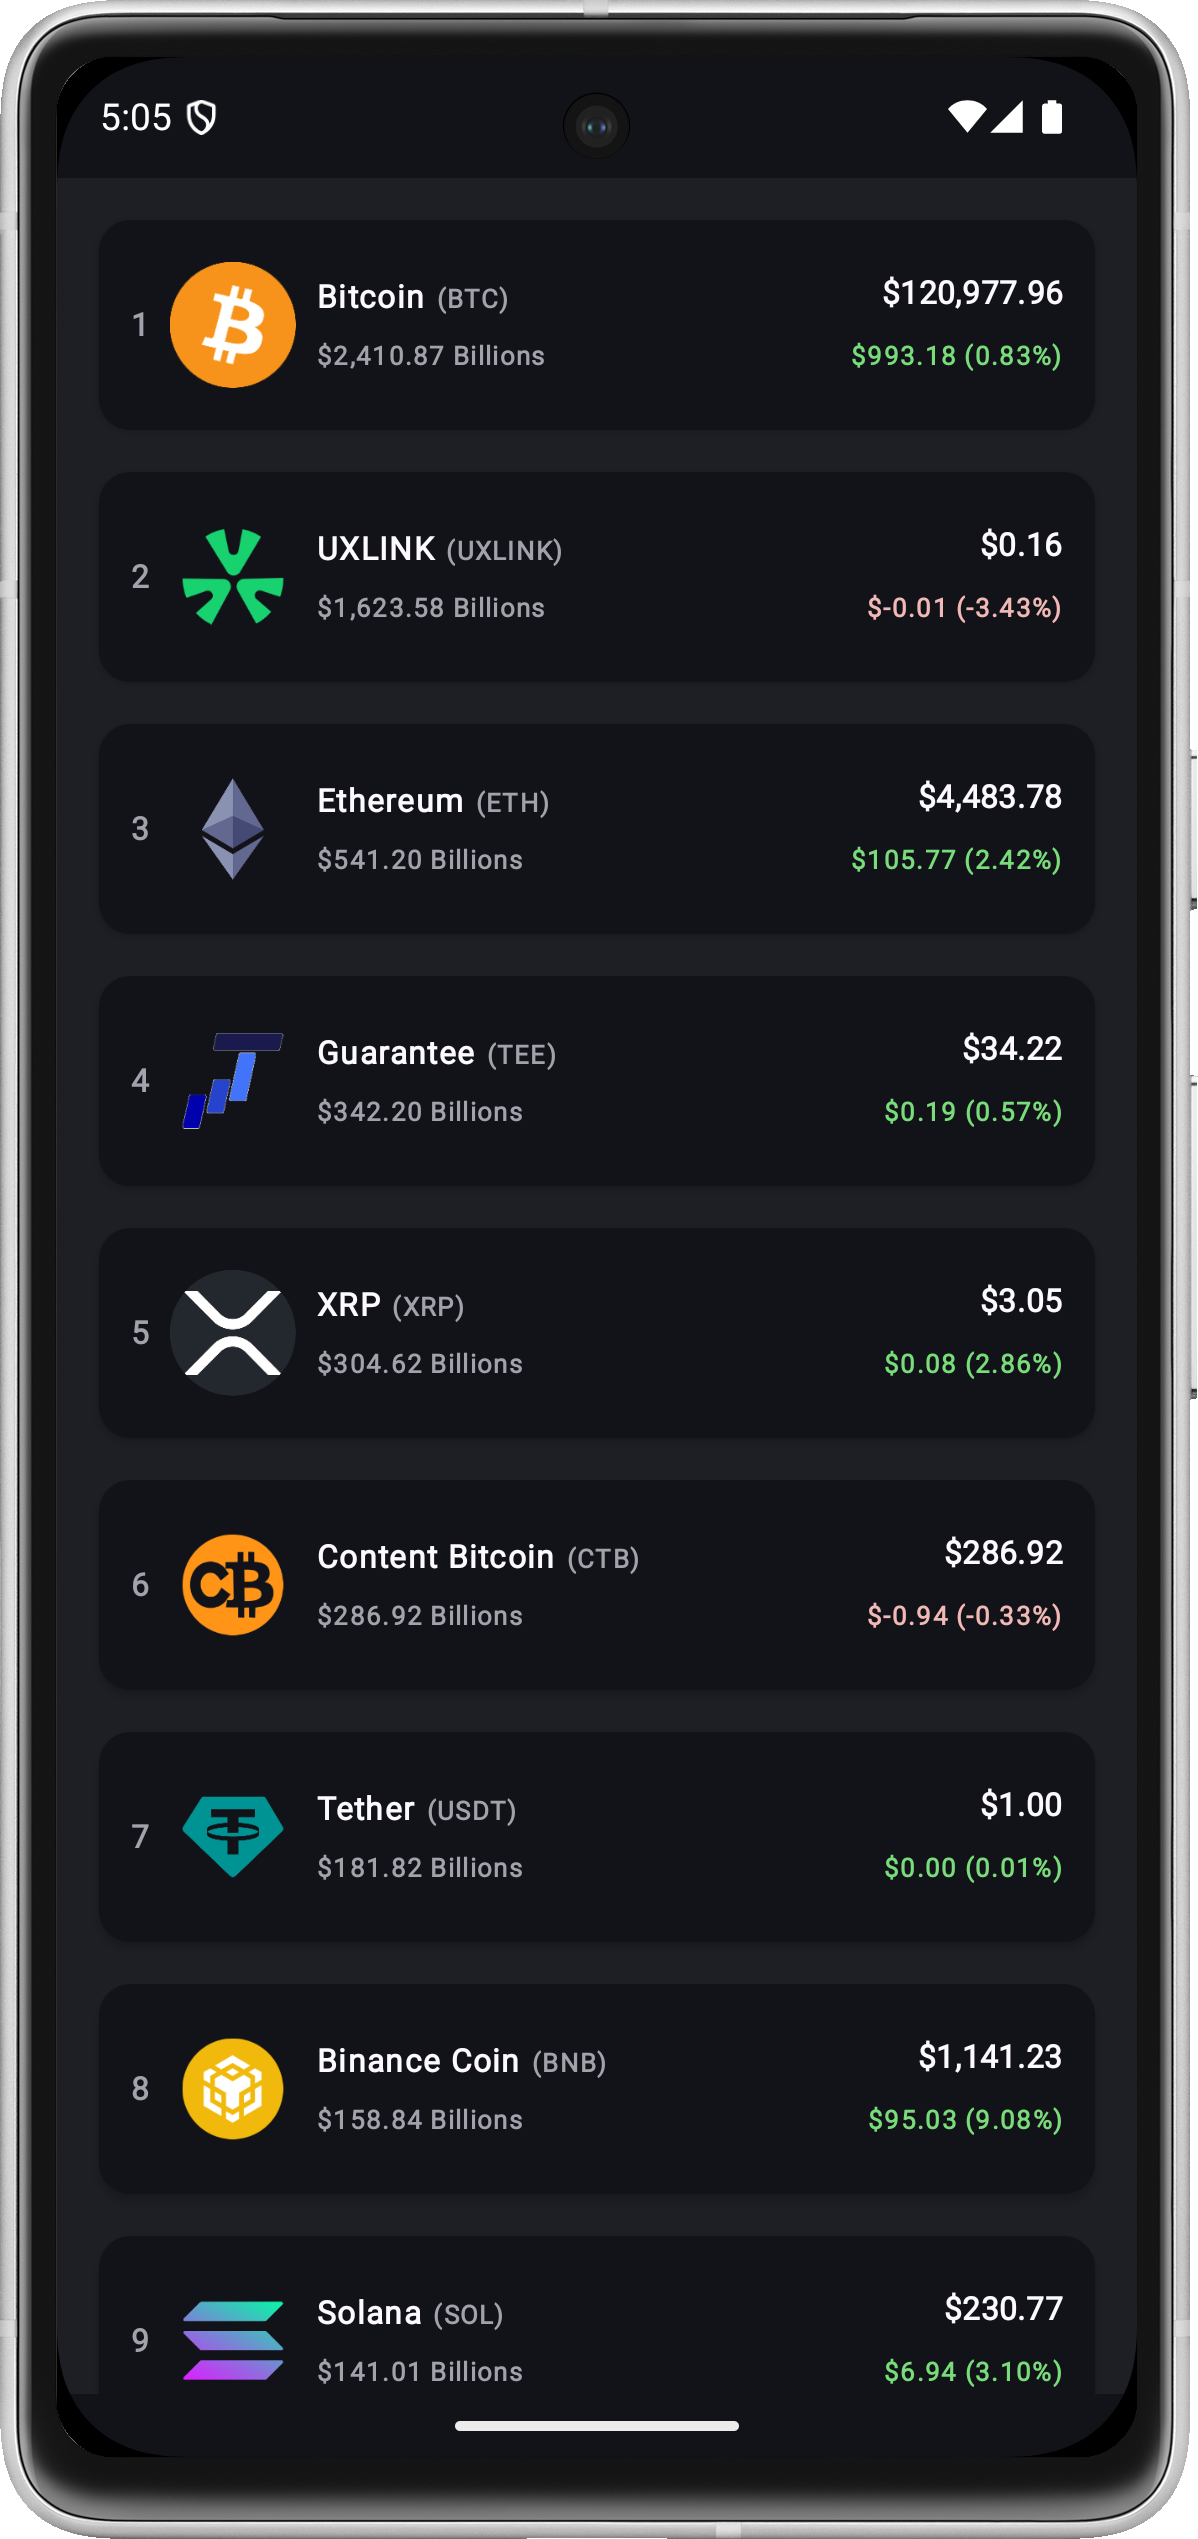 5:05
1
Bitcoin (BTC)
$120,977.96
$2,410.87 Billions
$993.18 (0.83%)
2
UXLINK (UXLINK)
$0.16
$1,623.58 Billions
$-0.01 (-3.43%)
3
Ethereum (ETH)
$4,483.78
$541.20 Billions
$105.77 (2.42%)
4
Guarantee (TEE)
$34.22
$342.20 Billions
$0.19 (0.57%)
5
XRP (XRP)
$3.05
$304.62 Billions
$0.08 (2.86%)
6
Content Bitcoin (CTB)
$286.92
$286.92 Billions
$-0.94 (-0.33%)
7
Tether (USDT)
$1.00
$181.82 Billions
$0.00 (0.01%)
8
Binance Coin (BNB)
$1,141.23
$158.84 Billions
$95.03 (9.08%)
9
Solana (SOL)
$230.77
$141.01 Billions
$6.94 (3.10%)